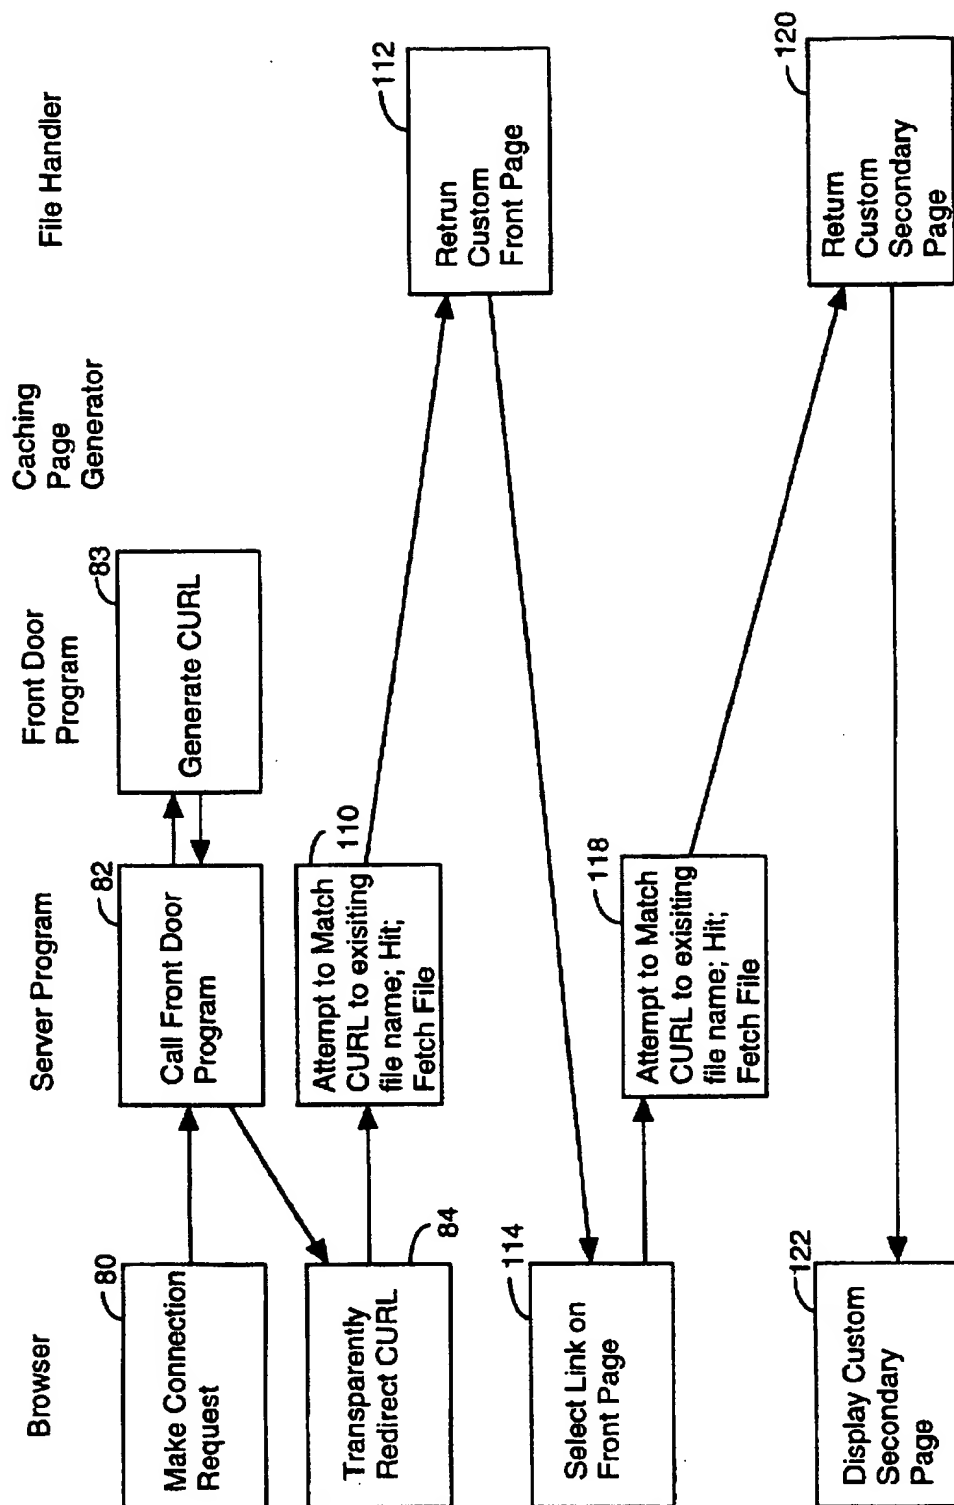 Browser
Server Program
Front Door
Program
Caching
Page
Generator
File Handler
80
Make Connection
Request
82
Call Front Door
Program
83
Generate CURL
Transparently
Redirect CURL
84
110
Attempt to Match
CURL to exisiting
file name; Hit;
Fetch File
112
Retrun
Custom
Front Page
114
Select Link on
Front Page
118
Attempt to Match
CURL to existing
file name; Hit;
Fetch File
120
Return
Custom
Secondary
Page
122
Display Custom
Secondary
Page